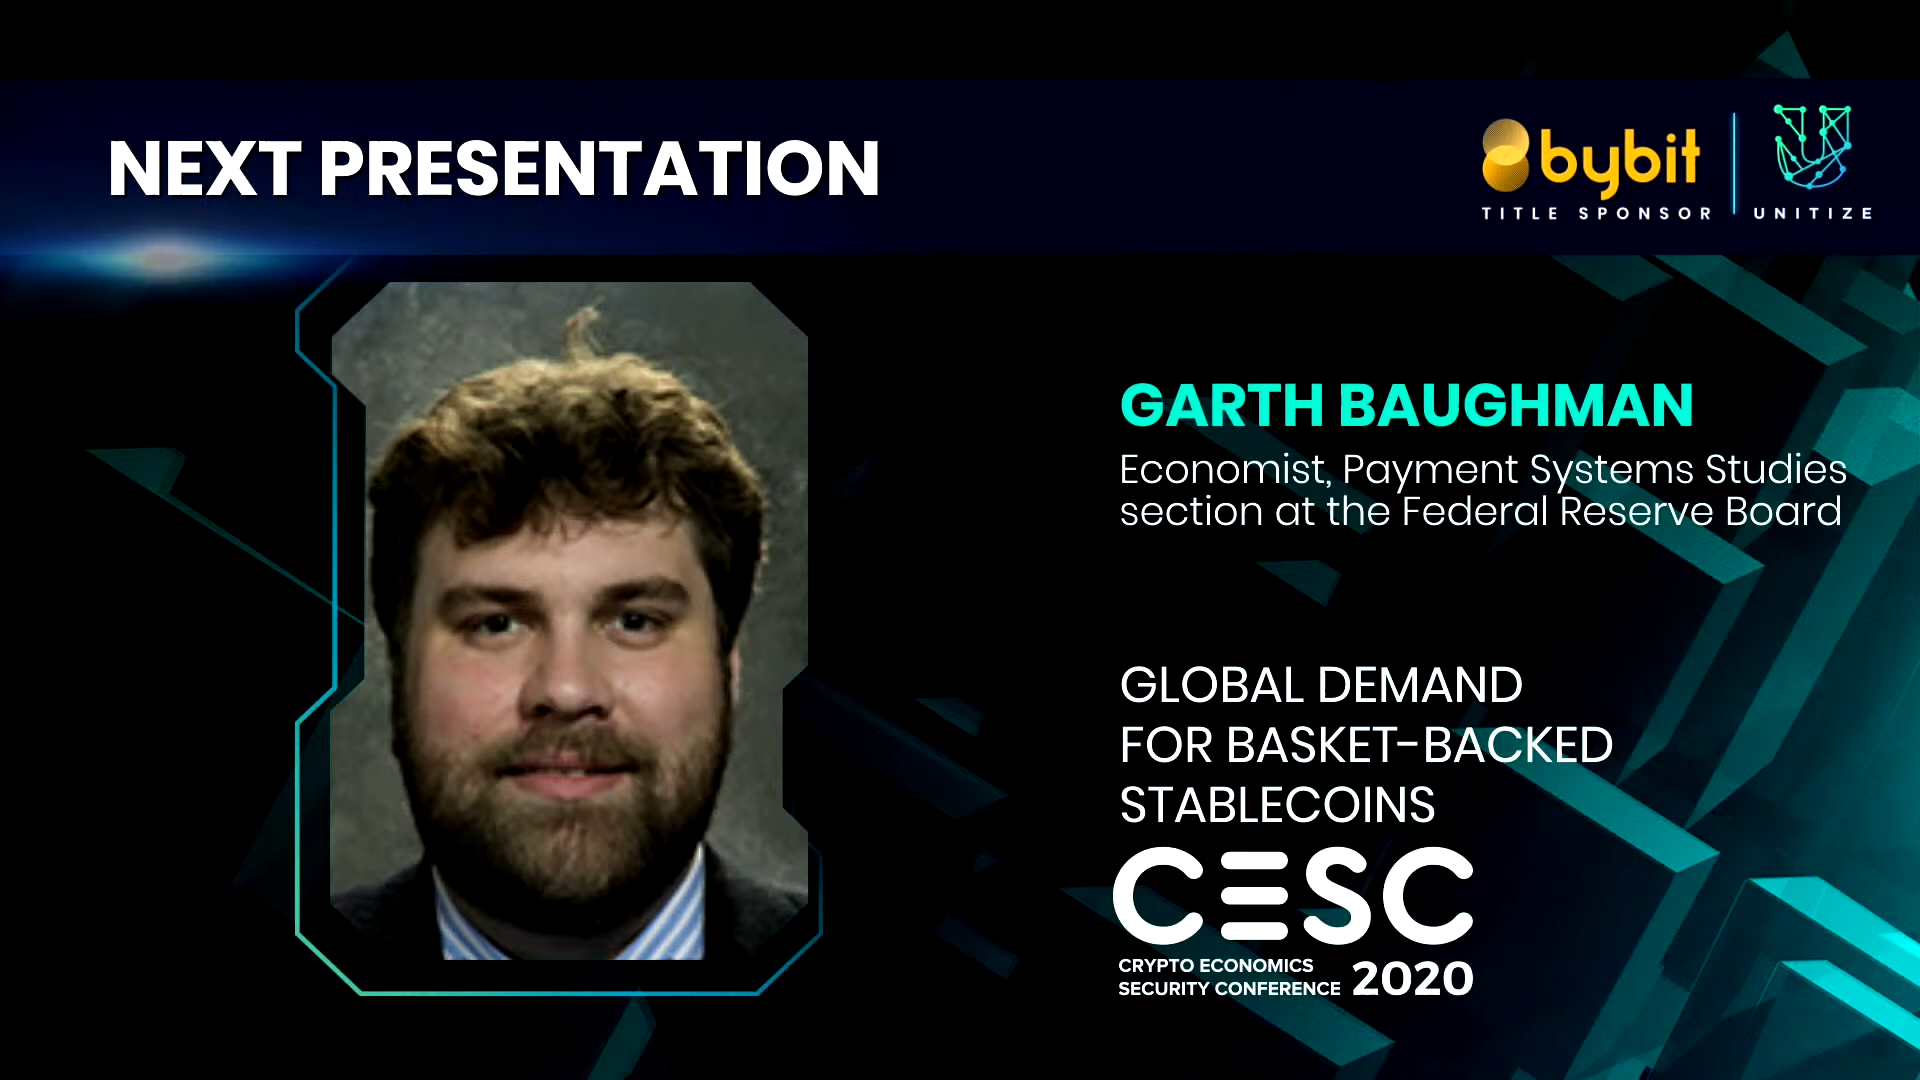 NEXT PRESENTATION
bybit
TITLE SPONSOR
UNITIZE
GARTH BAUGHMAN
Economist, Payment Systems Studies
section at the Federal Reserve Board
GLOBAL DEMAND
FOR BASKET-BACKED
STABLECOINS
CESC
CRYPTO ECONOMICS
SECURITY CONFERENCE 2020